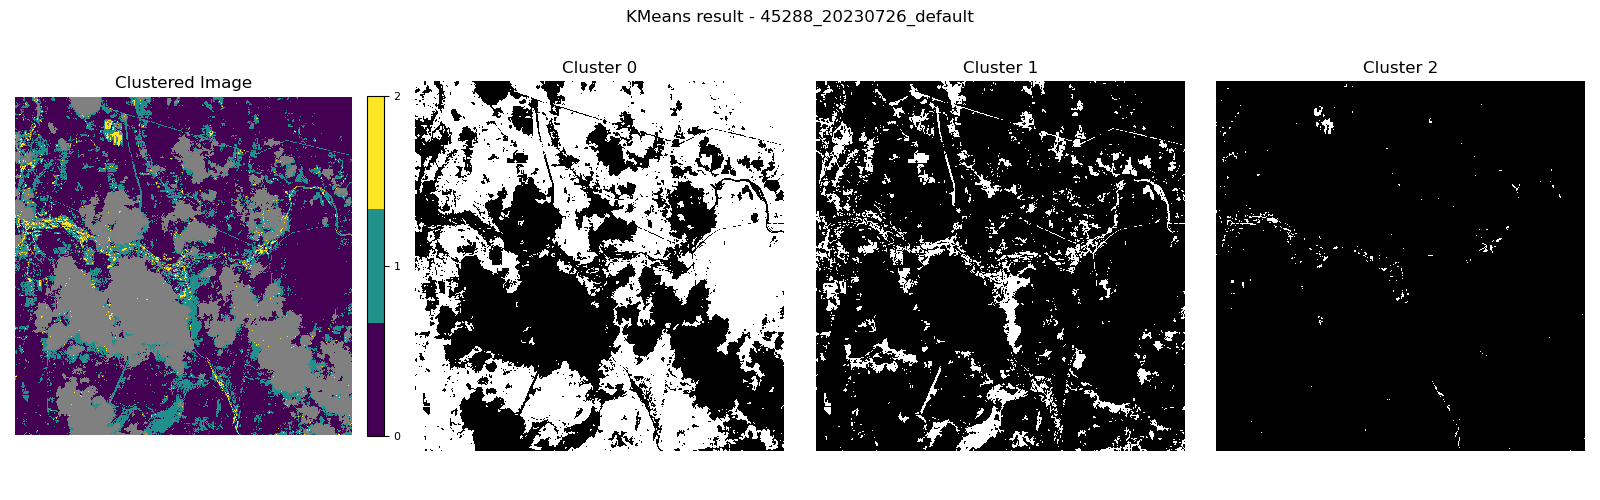 KMeans result - 45288_20230726_default
Clustered Image
2
1
0
Cluster 0
Cluster 1
Cluster 2